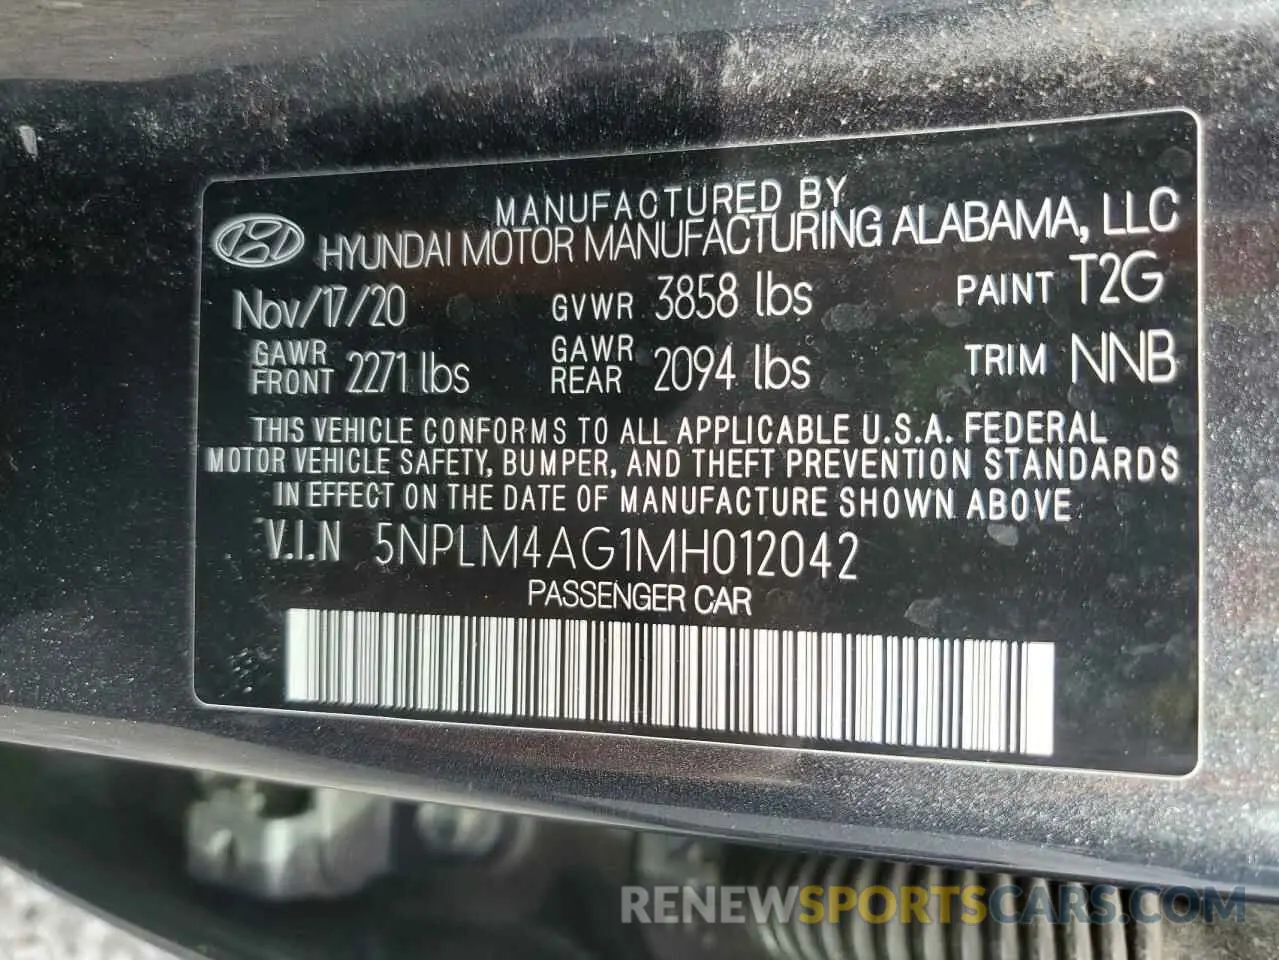 MANUFACTURED BY
HYUNDAI MOTOR MANUFACTURING ALABAMA, LLC
Nov/17/20 GVWR 3858 lbs PAINT T2G
GAWR FRONT 2271 lbs GAWR REAR 2094 lbs TRIM NNB
THIS VEHICLE CONFORMS TO ALL APPLICABLE U.S.A. FEDERAL
MOTOR VEHICLE SAFETY, BUMPER, AND THEFT PREVENTION STANDARDS
IN EFFECT ON THE DATE OF MANUFACTURE SHOWN ABOVE
V.I.N 5NPLM4AG1MH012042
PASSENGER CAR
RENEWSPORTSCARS.COM